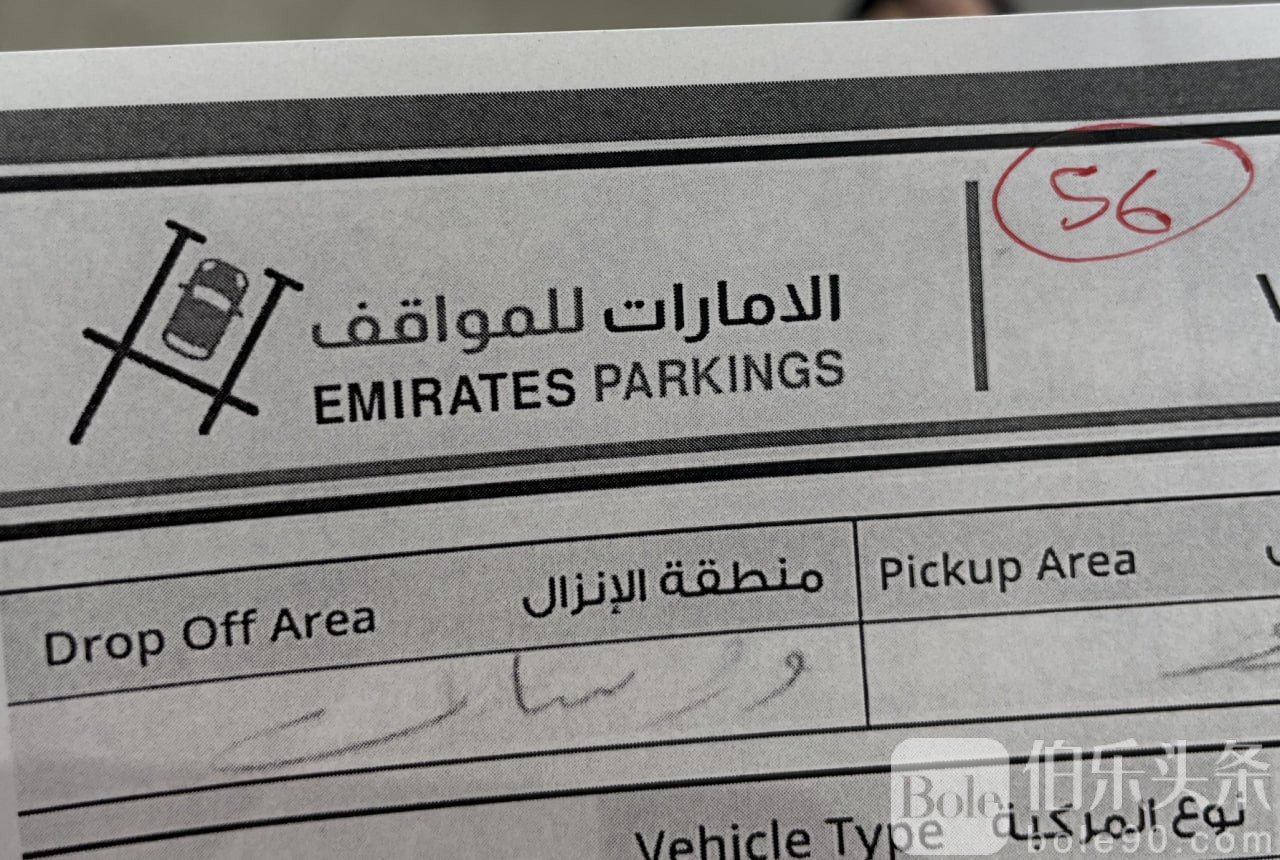 56
الامارات للمواقف
EMIRATES PARKINGS
Drop Off Area منطقة الإنزال Pickup Area
Vehicle Type نوع المركبة
Bole 伯乐头条
bole90.com